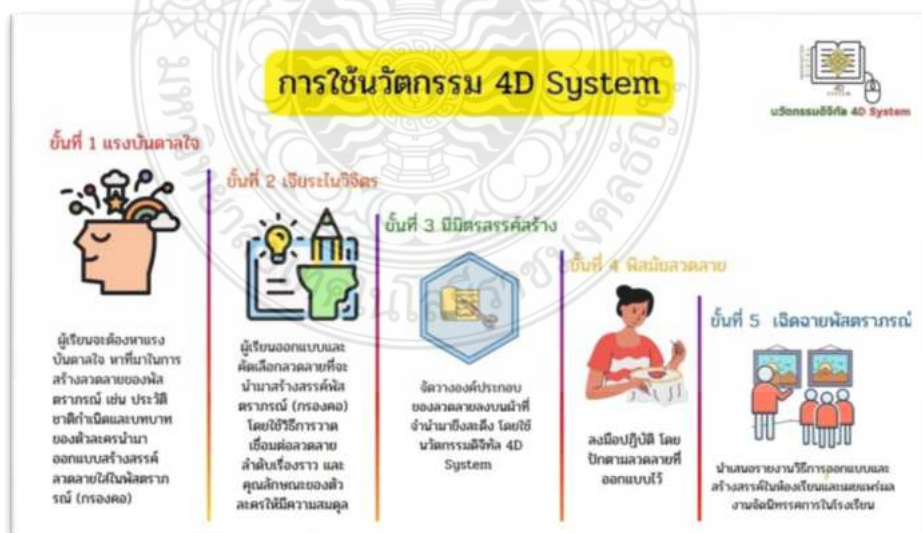 การใช้นวัตกรรม 4D System
นวัตกรรมดิจิทัล 4D System
ขั้นที่ 1 แรงบันดาลใจ
ผู้เรียนจะต้องหาแรง
บันดาลใจ หาที่มาในการ
สร้างลวดลายของพัส
ตราภรณ์ เช่น ประวัติ
ชาติกำเนิดและบทบาท
ของตัวละครนำมา
ออกแบบสร้างสรรค์
ลวดลายใส่ในพัสตราภ
รณ์ (กรองคอ)
ขั้นที่ 2 เจียระไนวิจิตร
ผู้เรียนออกแบบและ
คัดเลือกลวดลายที่จะ
นำมาสร้างสรรค์พัส
ตราภรณ์ (กรองคอ)
โดยใช้วิธีการวาด
เชื่อมต่อลวดลาย
ลำดับเรื่องราว และ
คุณลักษณะของตัว
ละครให้มีความสมดุล
ขั้นที่ 3 มีมิตรสรรค์สร้าง
จัดวางองค์ประกอบ
ของลวดลายลงบนผ้าที่
จำนำมาขึงสะดึง โดยใช้
นวัตกรรมดิจิทัล 4D
System
ขั้นที่ 4 พิสมัยลวดลาย
ลงมือปฏิบัติ โดย
ปักตามลวดลายที่
ออกแบบไว้
ขั้นที่ 5 เฉิดฉายพัสตราภรณ์
นำเสนอรายงานวิธีการออกแบบและ
สร้างสรรค์ในห้องเรียนและเผยแพร่ผล
งานจัดนิทรรศการในโรงเรียน